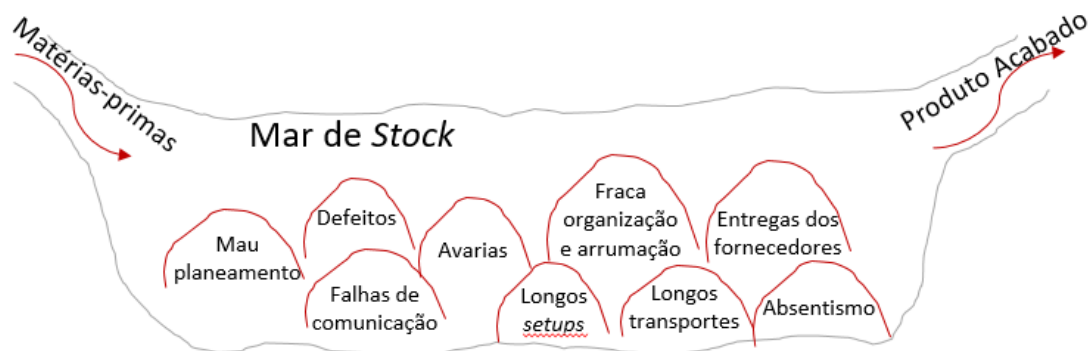 Matérias-primas
Produto Acabado
Mar de Stock
Mau
planeamento
Defeitos
Falhas de
comunicação
Avarias
Fraca
organização
e arrumação
Longos
setups
Longos
transportes
Entregas dos
fornecedores
Absentismo